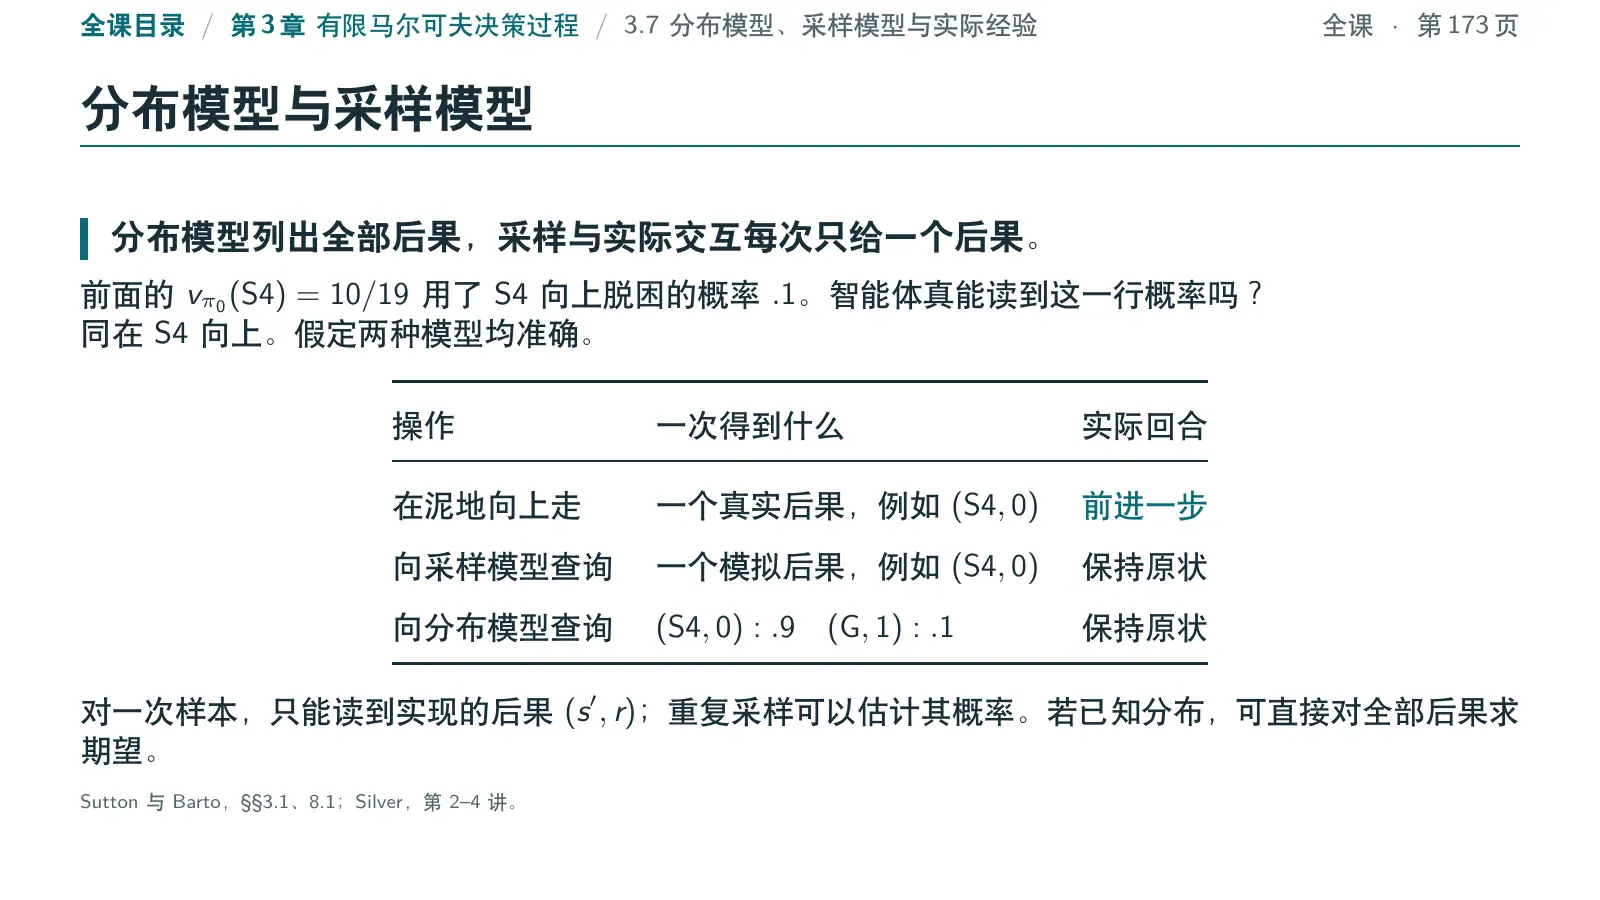 全课目录 / 第 3 章 有限马尔可夫决策过程 / 3.7 分布模型、采样模型与实际经验 全课 · 第 173 页
分布模型与采样模型
分布模型列出全部后果，采样与实际交互每次只给一个后果。
前面的 vπ0(S4) = 10/19 用了 S4 向上脱困的概率 .1。智能体真能读到这一行概率吗？
同在 S4 向上。假定两种模型均准确。
操作 一次得到什么 实际回合
在泥地向上走 一个真实后果，例如 (S4, 0) 前进一步
向采样模型查询 一个模拟后果，例如 (S4, 0) 保持原状
向分布模型查询 (S4, 0) : .9 (G, 1) : .1 保持原状
对一次样本，只能读到实现的后果 (s′, r)；重复采样可以估计其概率。若已知分布，可直接对全部后果求
期望。
Sutton 与 Barto，§§3.1、8.1；Silver，第 2–4 讲。